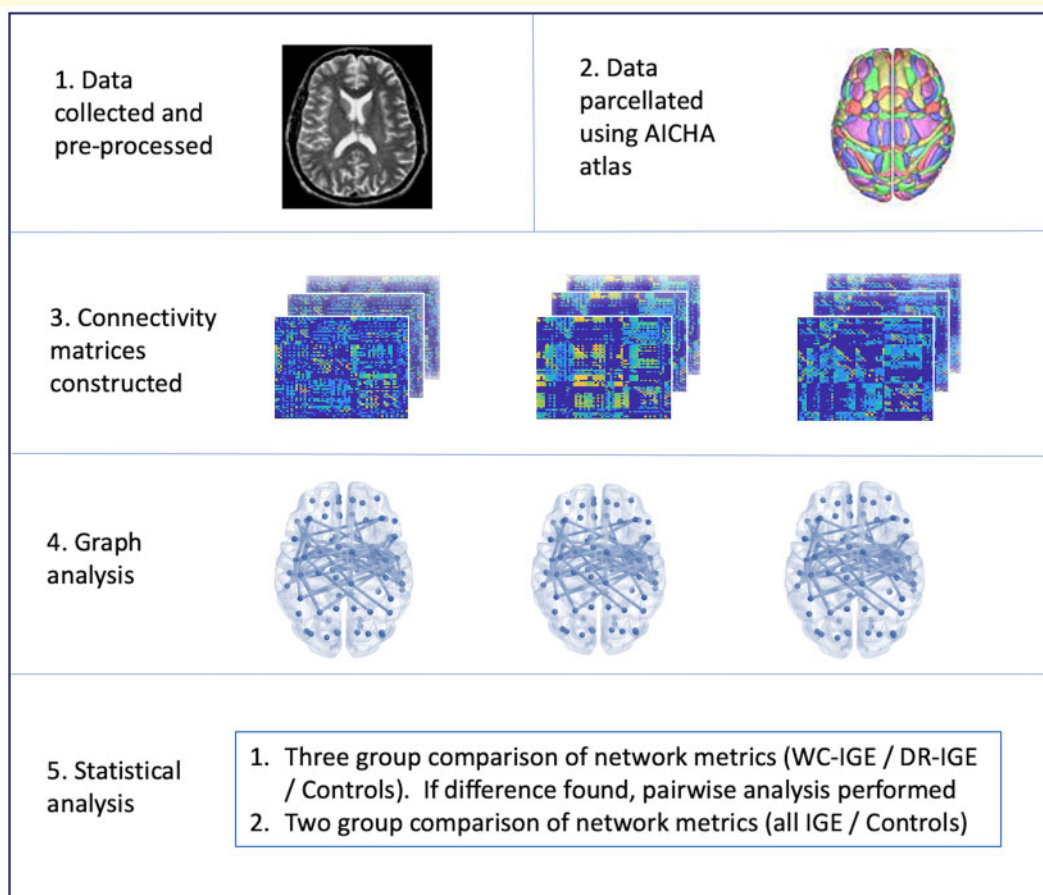 1. Data
collected and
pre-processed
2. Data
parcellated
using AICHA
atlas
3. Connectivity
matrices
constructed
4. Graph
analysis
5. Statistical
analysis
1. Three group comparison of network metrics (WC-IGE / DR-IGE
/ Controls). If difference found, pairwise analysis performed
2. Two group comparison of network metrics (all IGE / Controls)